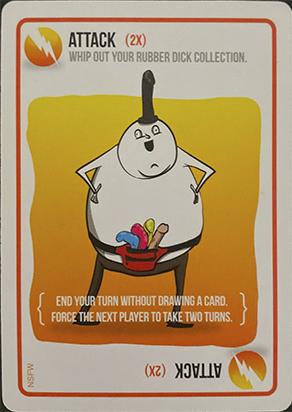 ATTACK (2X)
WHIP OUT YOUR RUBBER DICK COLLECTION.
END YOUR TURN WITHOUT DRAWING A CARD.
FORCE THE NEXT PLAYER TO TAKE TWO TURNS.
NSFW
ATTACK (2X)